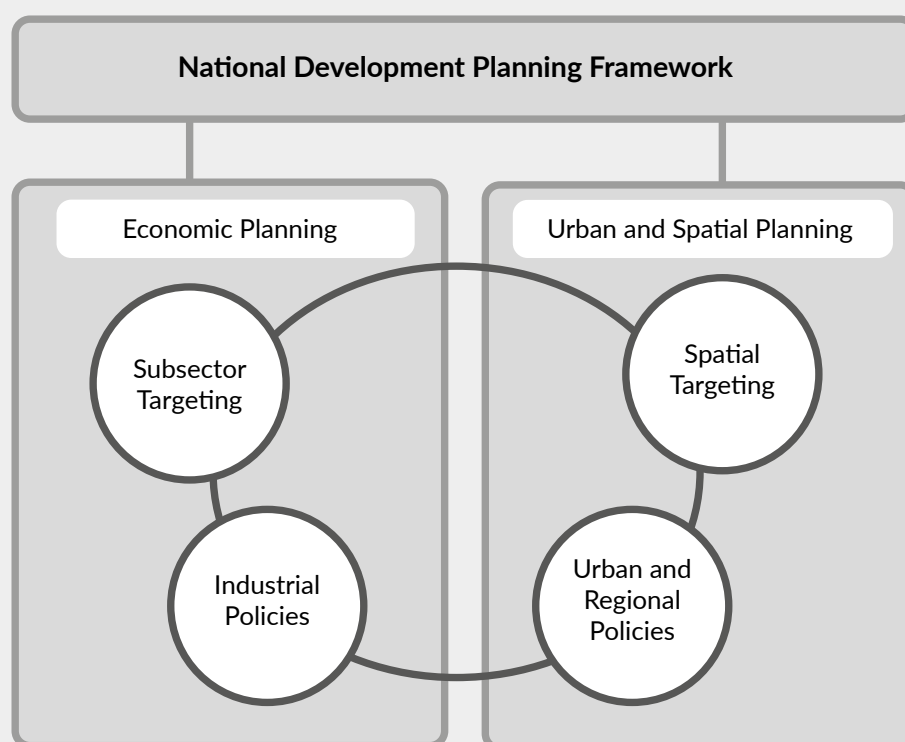 National Development Planning Framework
Economic Planning
Urban and Spatial Planning
Subsector
Targeting
Spatial
Targeting
Industrial
Policies
Urban and
Regional
Policies